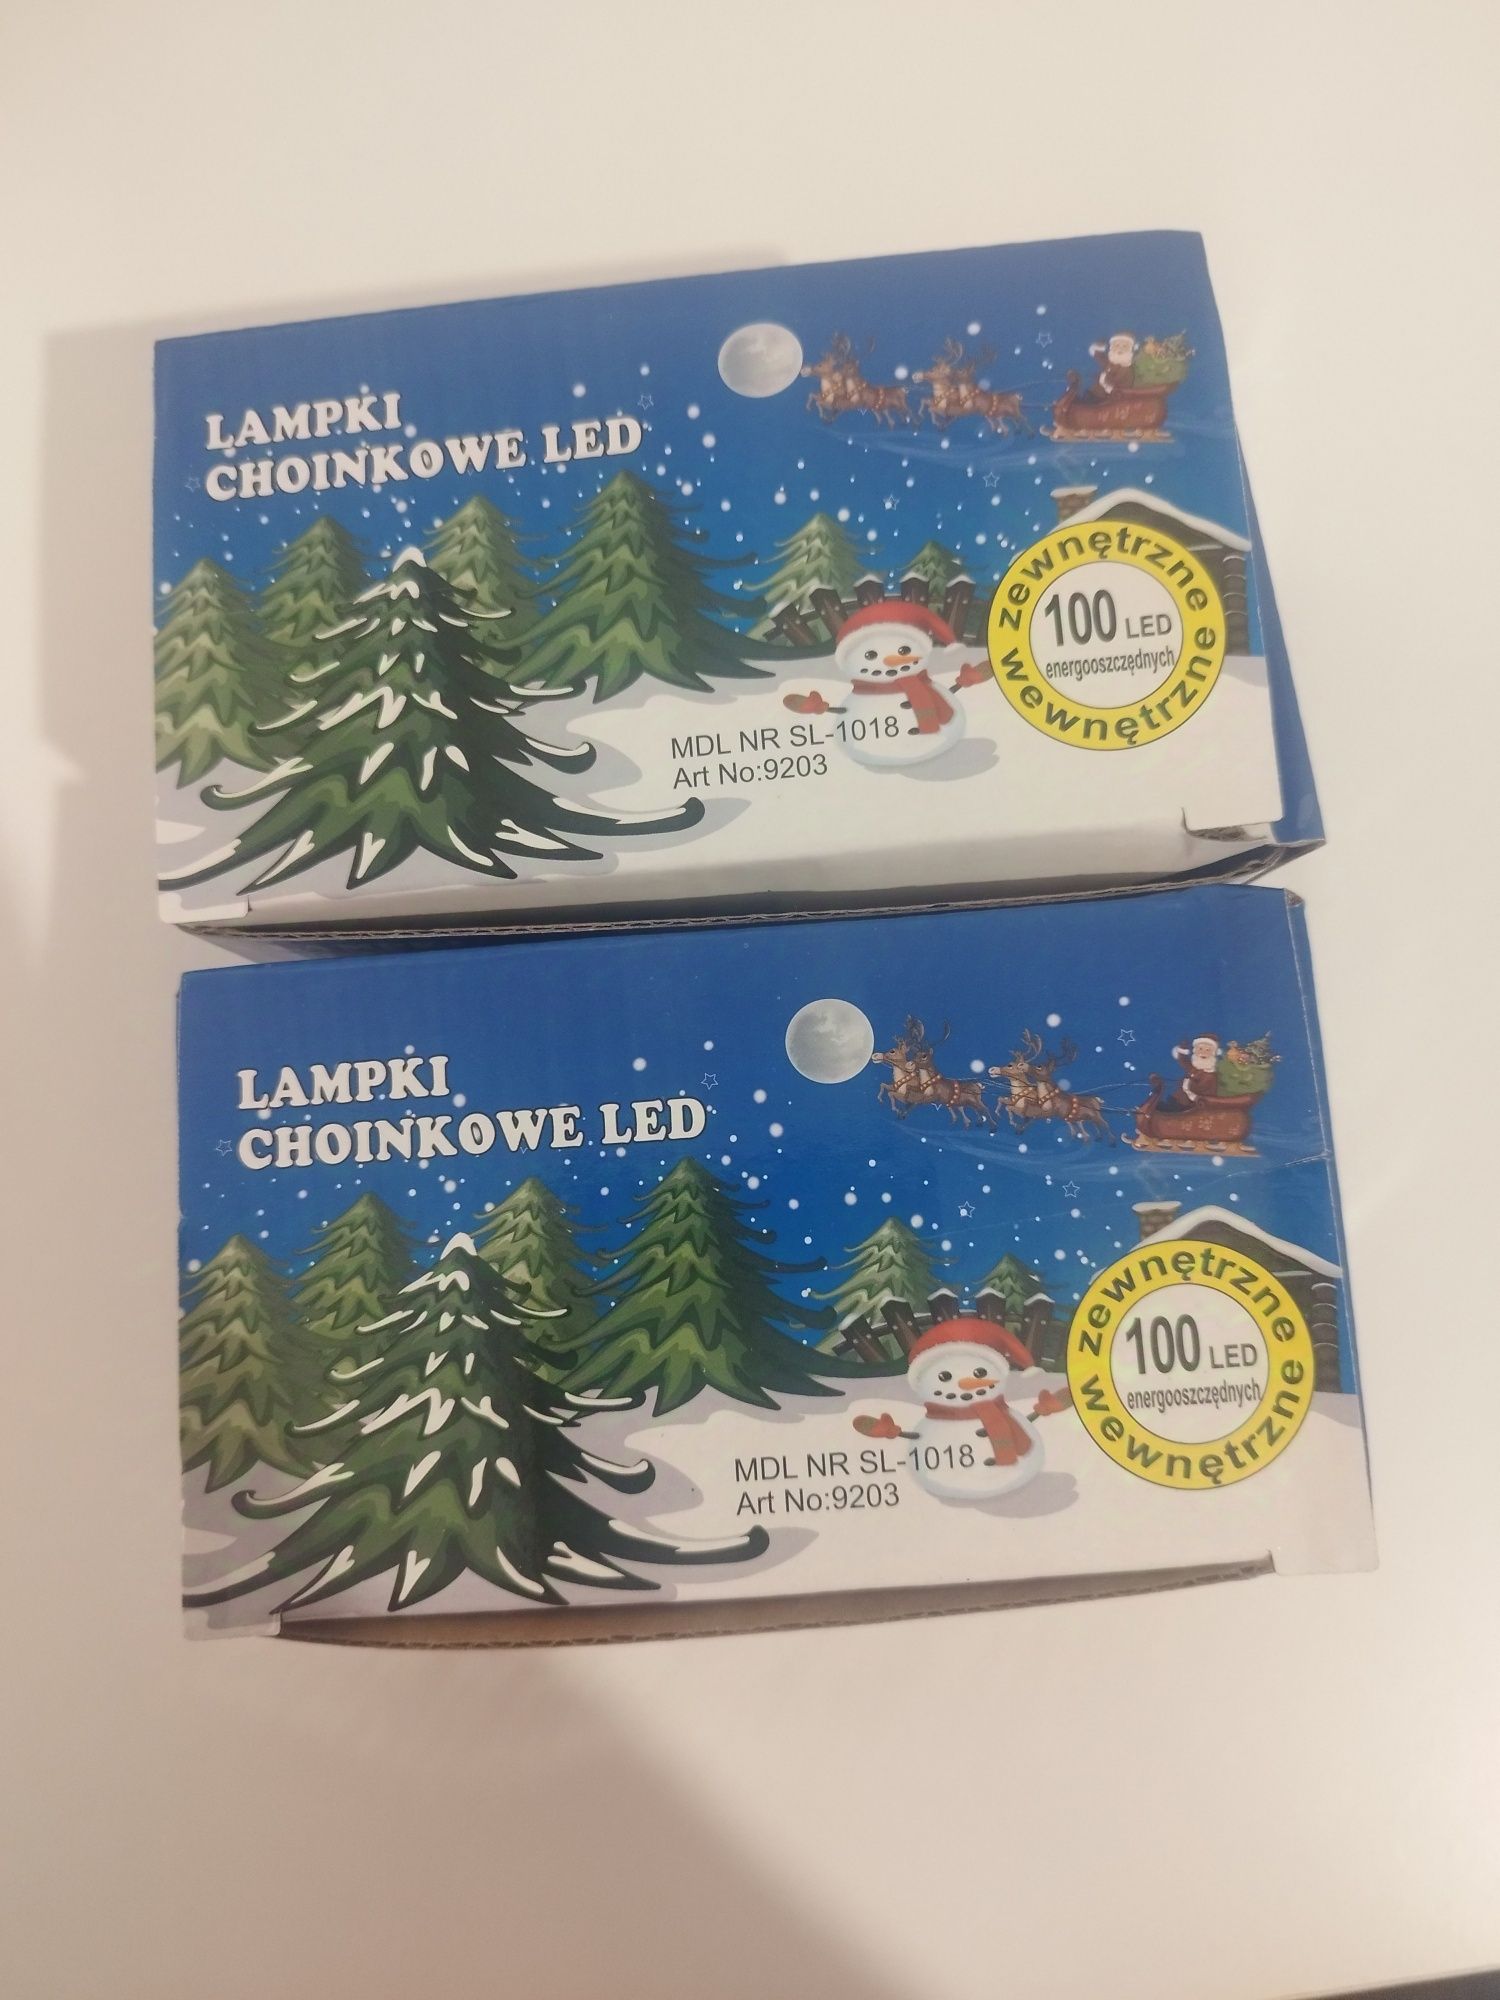 LAMPKI
CHOINKOWE LED
zewnętrzne
100 LED
energooszczędnych
wewnętrzne
MDL NR SL-1018
Art No:9203
LAMPKI
CHOINKOWE LED
zewnętrzne
100 LED
energooszczędnych
wewnętrzne
MDL NR SL-1018
Art No:9203